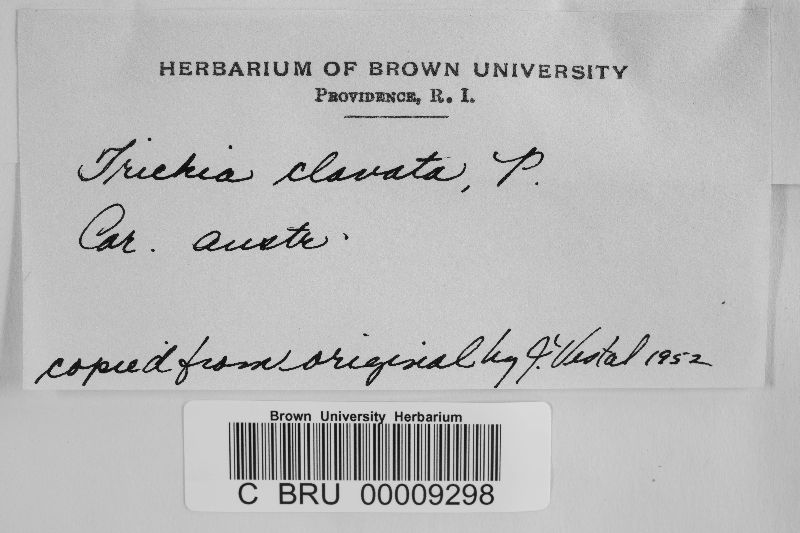 HERBARIUM OF BROWN UNIVERSITY
PROVIDENCE, R. I.
Trichia clavata, P.
Car. austr.
copied from original by J. Vestal 1952
Brown University Herbarium
C BRU 00009298